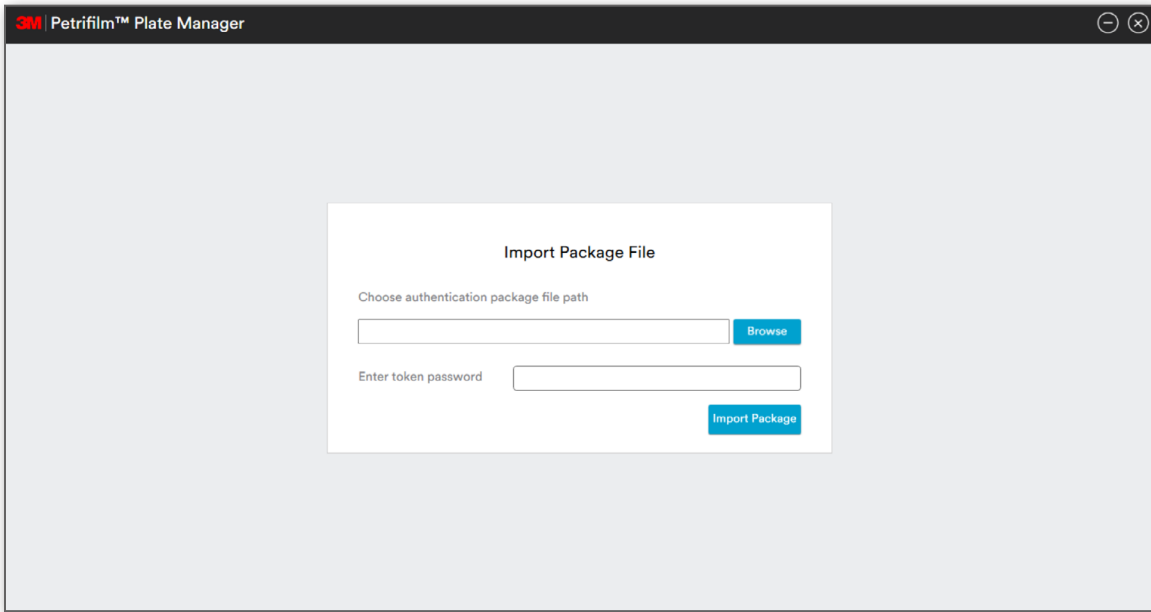 3M Petrifilm™ Plate Manager
Import Package File
Choose authentication package file path
Browse
Enter token password
Import Package